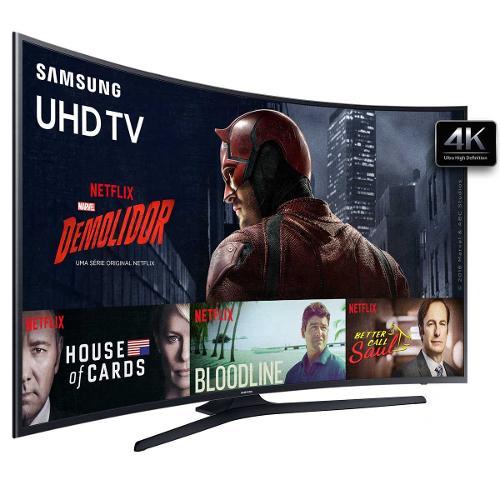 SAMSUNG
UHD TV
4K
Ultra High Definition
NETFLIX
MARVEL
DEMOLIDOR
UMA SÉRIE ORIGINAL NETFLIX
© 2016 Marvel & ABC Studios
NETFLIX
HOUSE
of CARDS
NETFLIX
BLOODLINE
NETFLIX
BETTER
CALL
Saul
SAMSUNG